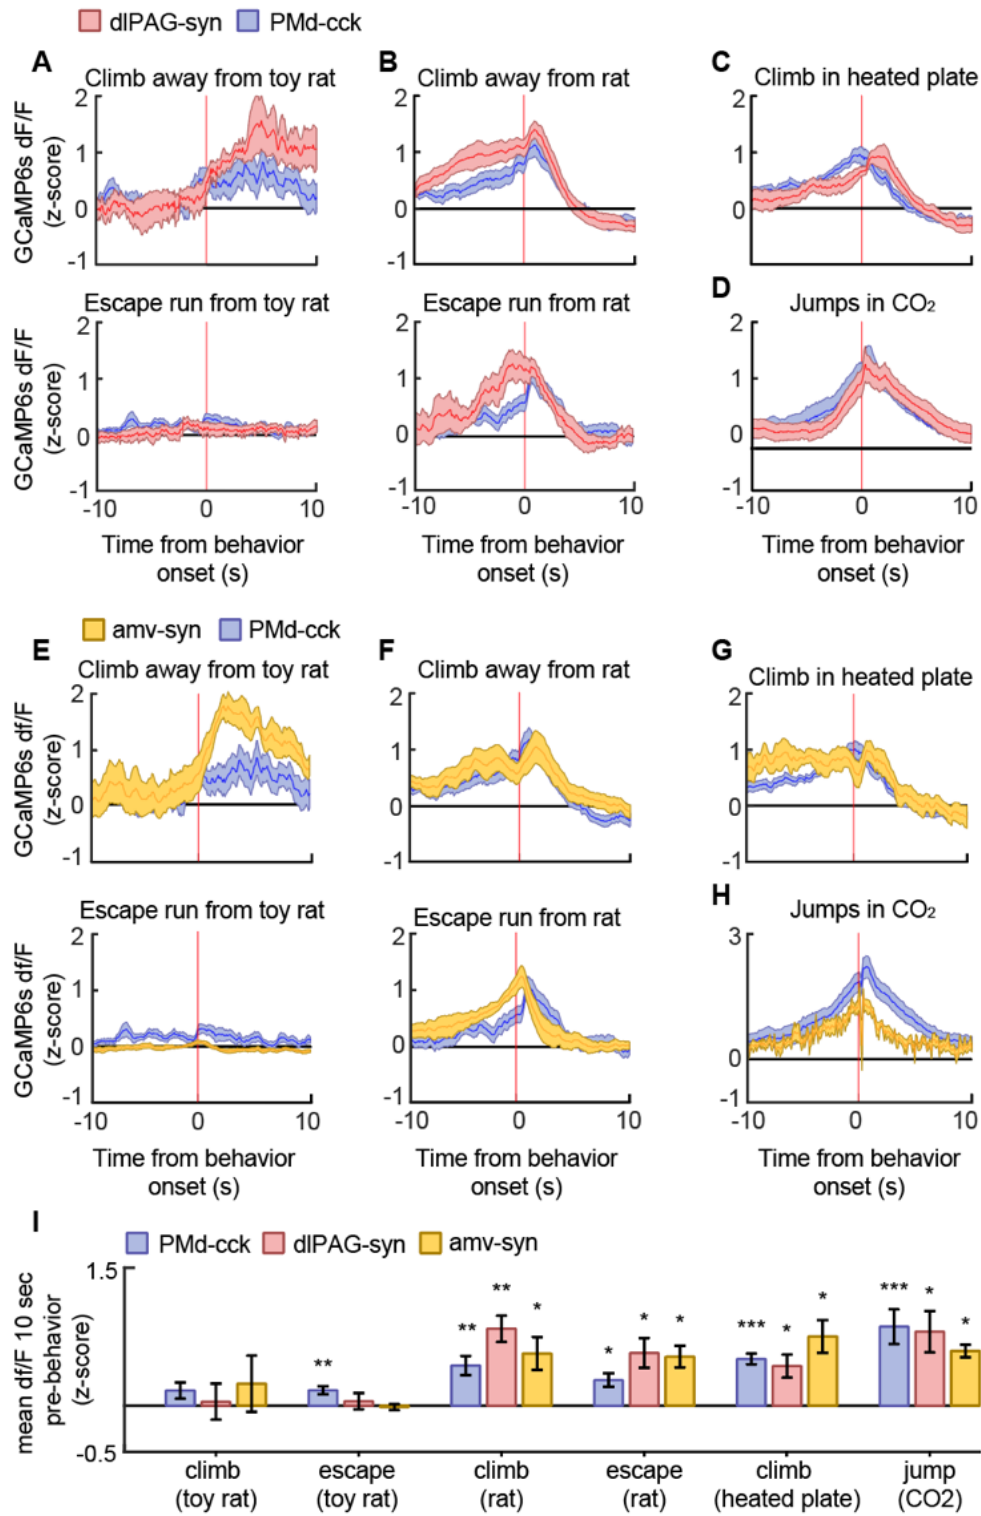 dlPAG-syn PMd-cck
A B C
Climb away from toy rat Climb away from rat Climb in heated plate
GCaMP6s dF/F
(z-score)
2 2 2
1 1 1
0 0 0
-1 -1 -1
D
Escape run from toy rat Escape run from rat Jumps in CO₂
GCaMP6s dF/F
(z-score)
2 2 2
1 1 1
0 0 0
-1 -1 -1
-10 0 10 -10 0 10 -10 0 10
Time from behavior Time from behavior Time from behavior
onset (s) onset (s) onset (s)
amv-syn PMd-cck
E F G
Climb away from toy rat Climb away from rat Climb in heated plate
GCaMP6s df/F
(z-score)
2 2 2
1 1 1
0 0 0
-1 -1 -1
H
Escape run from toy rat Escape run from rat Jumps in CO₂
GCaMP6s df/F
(z-score)
2 2 3
1 1
0 0 0
-1 -1 -1
-10 0 10 -10 0 10 -10 0 10
Time from behavior Time from behavior Time from behavior
onset (s) onset (s) onset (s)
I
PMd-cck dlPAG-syn amv-syn
mean df/F 10 sec
pre-behavior
(z-score)
1.5
-0.5
** ** ** * * * * *** * * *** * *
climb escape climb escape climb jump
(toy rat) (toy rat) (rat) (rat) (heated plate) (CO2)